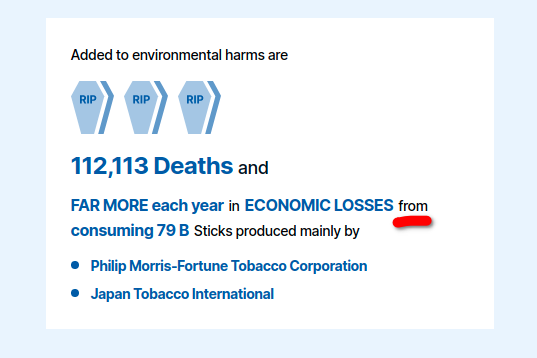 Added to environmental harms are
RIP RIP RIP
112,113 Deaths and
FAR MORE each year in ECONOMIC LOSSES from
consuming 79 B Sticks produced mainly by
Philip Morris-Fortune Tobacco Corporation
Japan Tobacco International